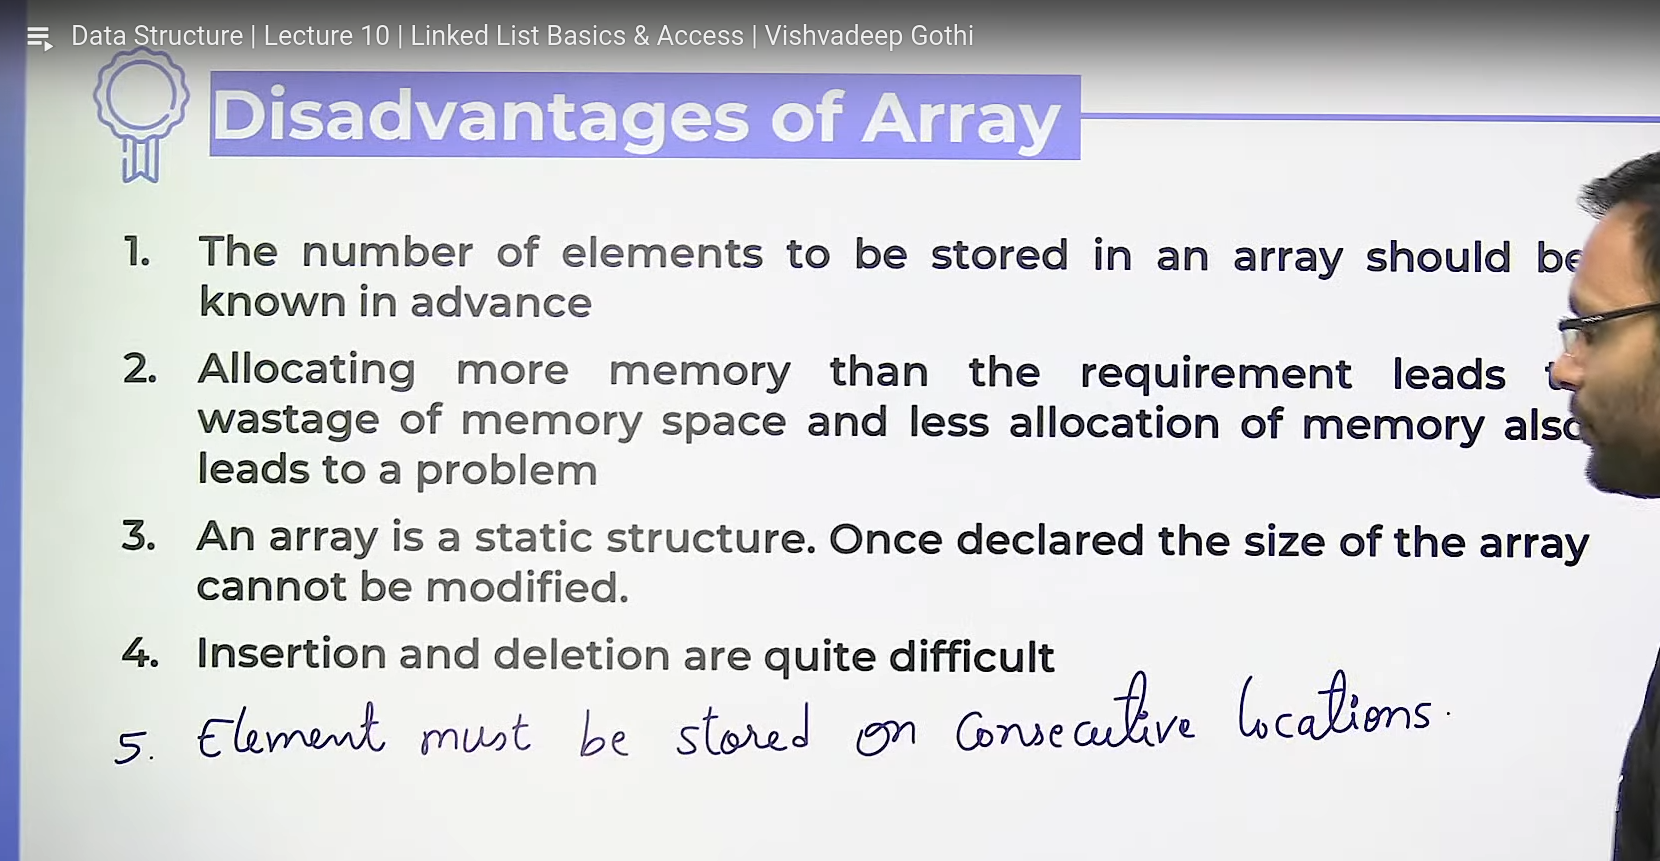 Data Structure | Lecture 10 | Linked List Basics & Access | Vishvadeep Gothi
Disadvantages of Array
1. The number of elements to be stored in an array should be
known in advance
2. Allocating more memory than the requirement leads
wastage of memory space and less allocation of memory also
leads to a problem
3. An array is a static structure. Once declared the size of the array
cannot be modified.
4. Insertion and deletion are quite difficult
5. Element must be stored on Consecutive locations.